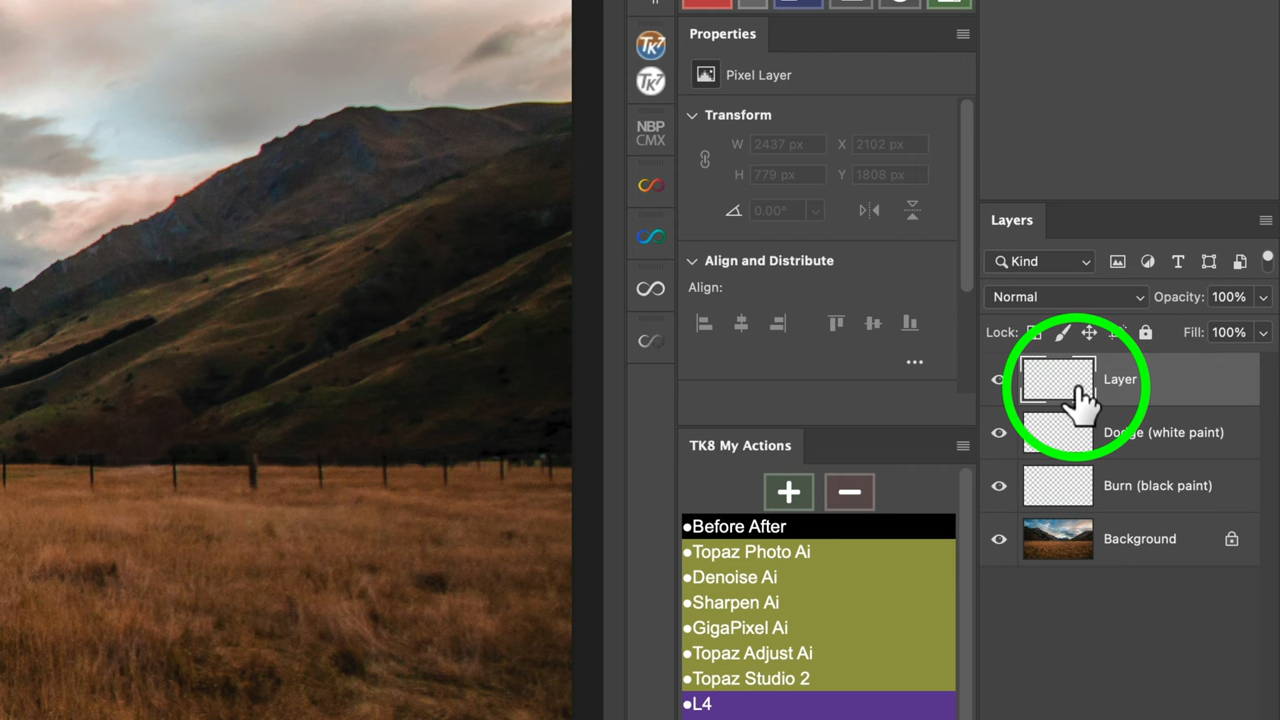 Properties
Pixel Layer
Transform
W 2437 px X 2102 px
H 779 px Y 1808 px
0.00°
Align and Distribute
Align:
TK7
TK7
NBP
CMX
TK8 My Actions
●Before After
●Topaz Photo Ai
●Denoise Ai
●Sharpen Ai
●GigaPixel Ai
●Topaz Adjust Ai
●Topaz Studio 2
●L4
Layers
Kind
Normal Opacity: 100%
Lock: Fill: 100%
Layer
Dodge (white paint)
Burn (black paint)
Background